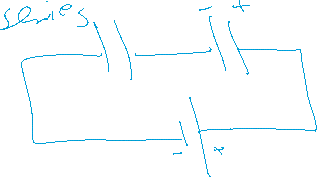 series
- +
- +